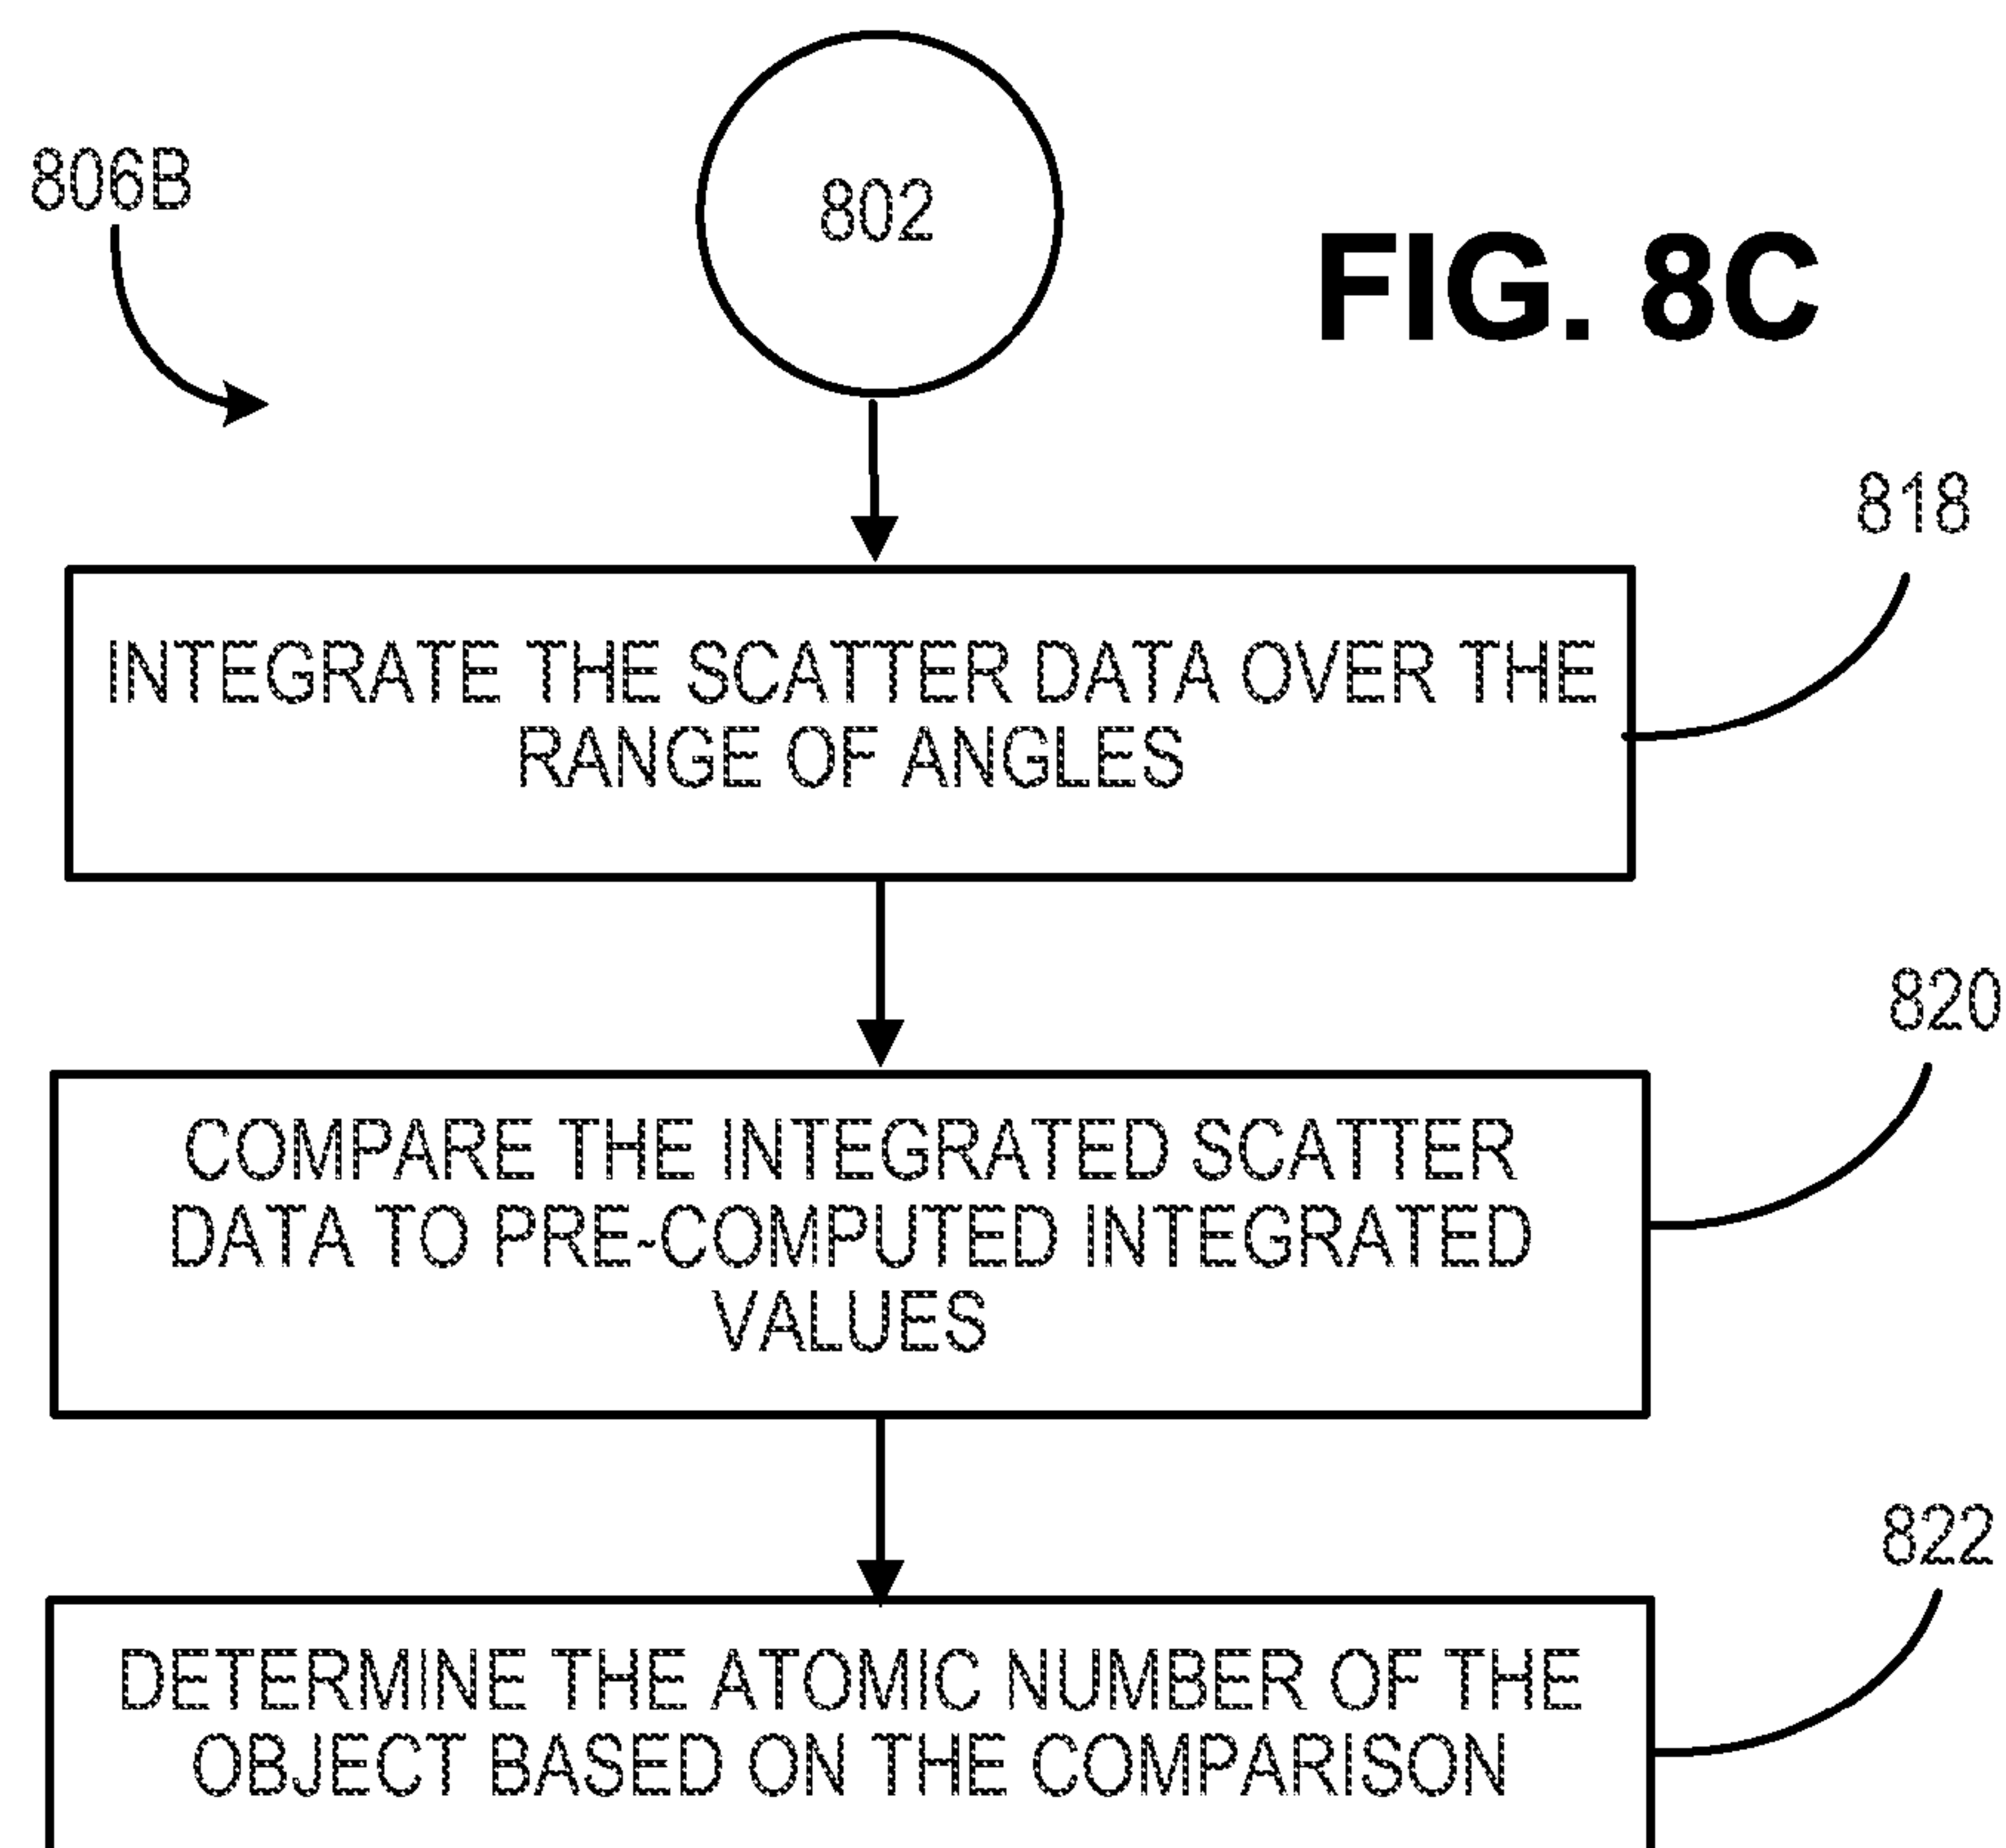 802
806B
FIG. 8C
818
INTEGRATE THE SCATTER DATA OVER THE
RANGE OF ANGLES
820
COMPARE THE INTEGRATED SCATTER
DATA TO PRE-COMPUTED INTEGRATED
VALUES
822
DETERMINE THE ATOMIC NUMBER OF THE
OBJECT BASED ON THE COMPARISON